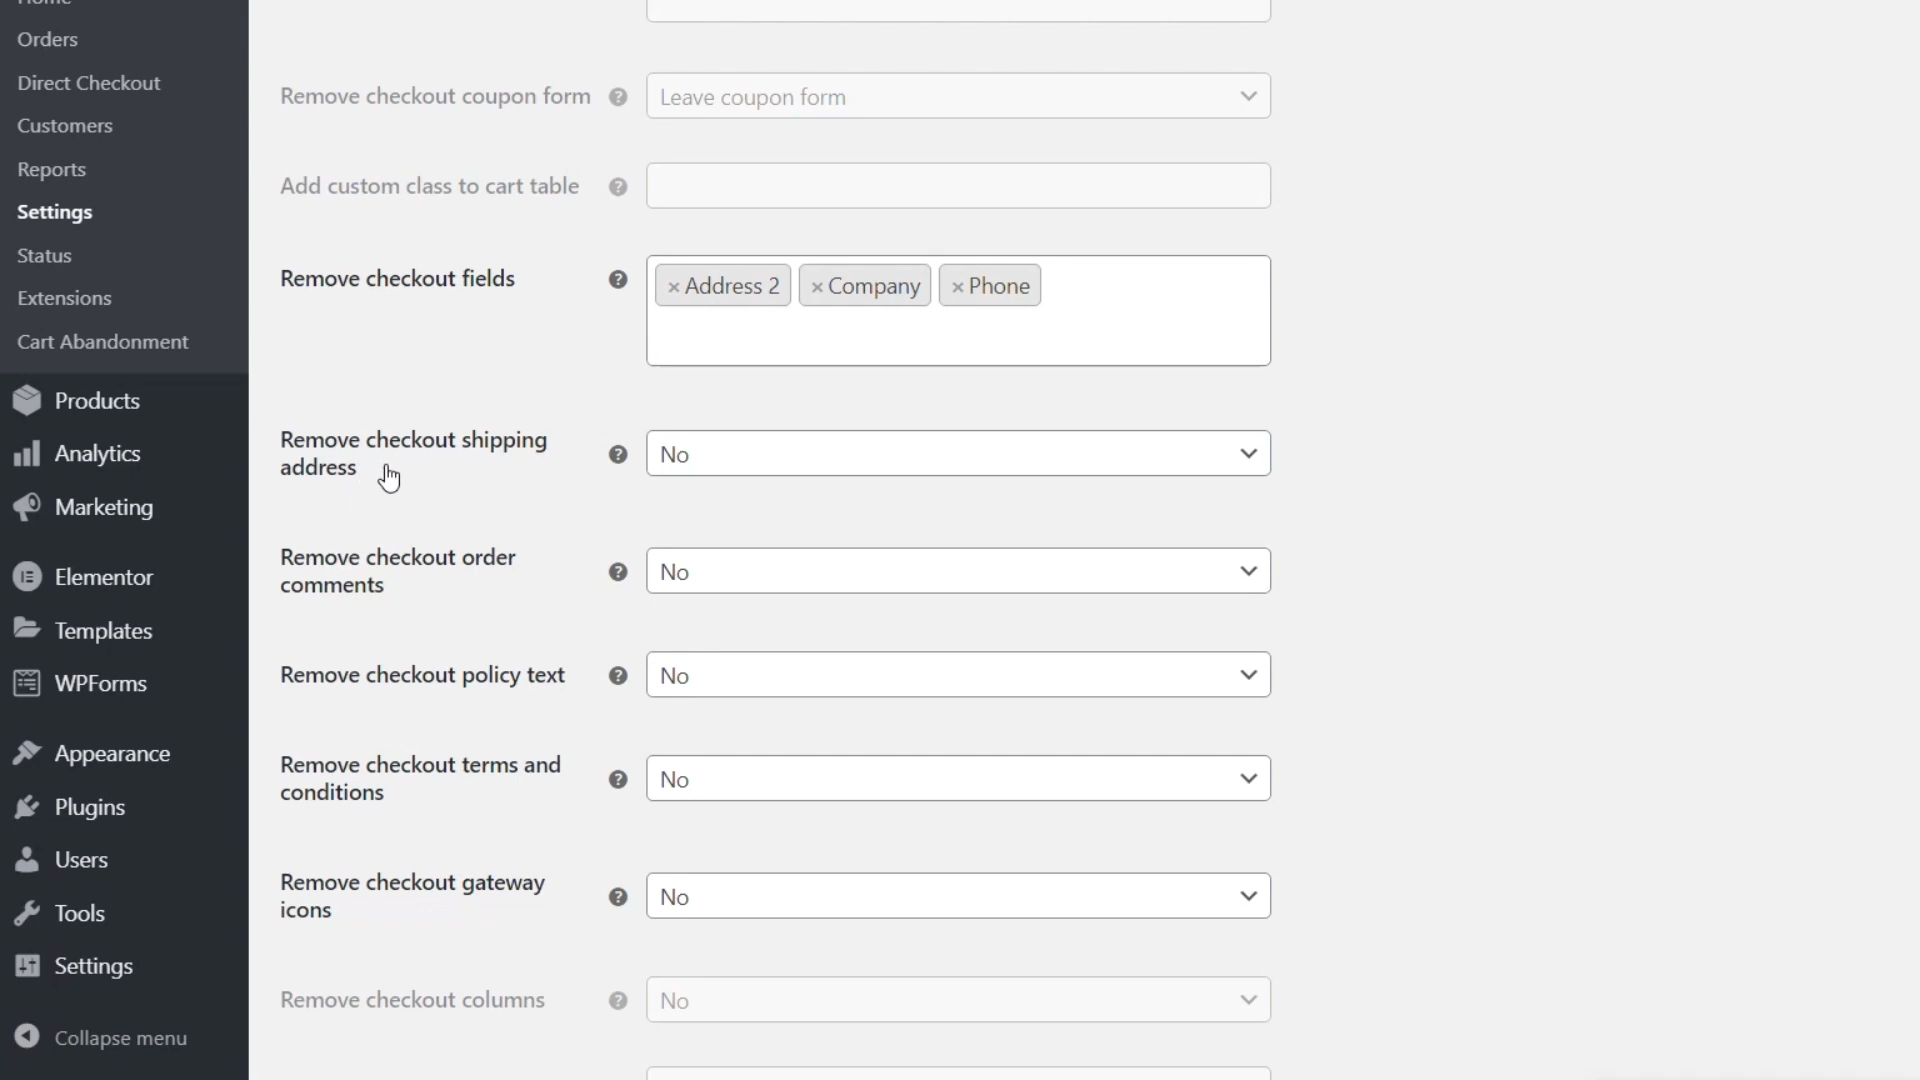 Home
Orders
Direct Checkout
Customers
Reports
Settings
Status
Extensions
Cart Abandonment
Products
Analytics
Marketing
Elementor
Templates
WPForms
Appearance
Plugins
Users
Tools
Settings
Collapse menu
Remove checkout coupon form ? Leave coupon form
Add custom class to cart table ?
Remove checkout fields ? × Address 2 × Company × Phone
Remove checkout shipping
address ? No
Remove checkout order
comments ? No
Remove checkout policy text ? No
Remove checkout terms and
conditions ? No
Remove checkout gateway
icons ? No
Remove checkout columns ? No